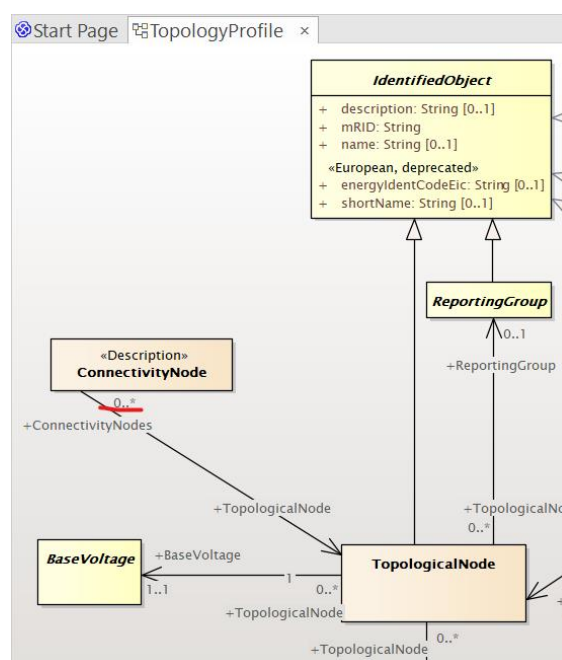 Start Page TopologyProfile ×
IdentifiedObject
+ description: String [0..1]
+ mRID: String
+ name: String [0..1]
«European, deprecated»
+ energyIdentCodeEic: String [0..1]
+ shortName: String [0..1]
ReportingGroup
0..1
+ReportingGroup
«Description»
ConnectivityNode
0..*
+ConnectivityNodes
+TopologicalNode
+TopologicalNo
0..*
BaseVoltage
+BaseVoltage
1..1
1
0..*
+TopologicalNode
TopologicalNode
0..*
+TopologicalNode
+